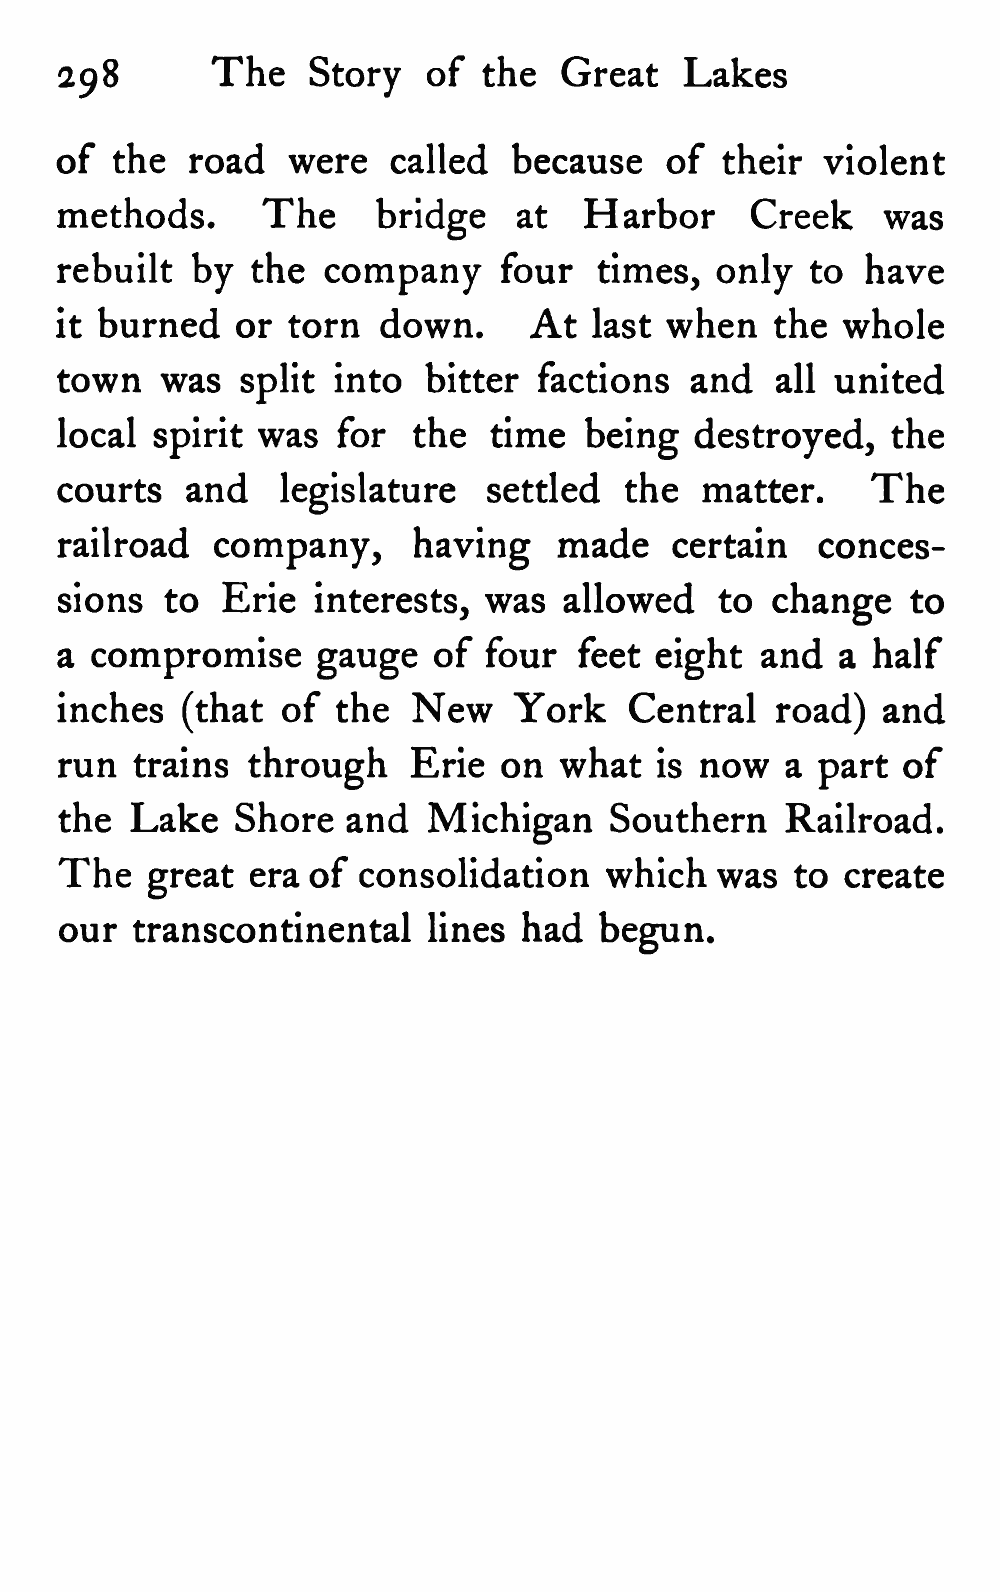 298 The Story of the Great Lakes
of the road were called because of their violent
methods. The bridge at Harbor Creek was
rebuilt by the company four times, only to have
it burned or torn down. At last when the whole
town was split into bitter factions and all united
local spirit was for the time being destroyed, the
courts and legislature settled the matter. The
railroad company, having made certain conces-
sions to Erie interests, was allowed to change to
a compromise gauge of four feet eight and a half
inches (that of the New York Central road) and
run trains through Erie on what is now a part of
the Lake Shore and Michigan Southern Railroad.
The great era of consolidation which was to create
our transcontinental lines had begun.